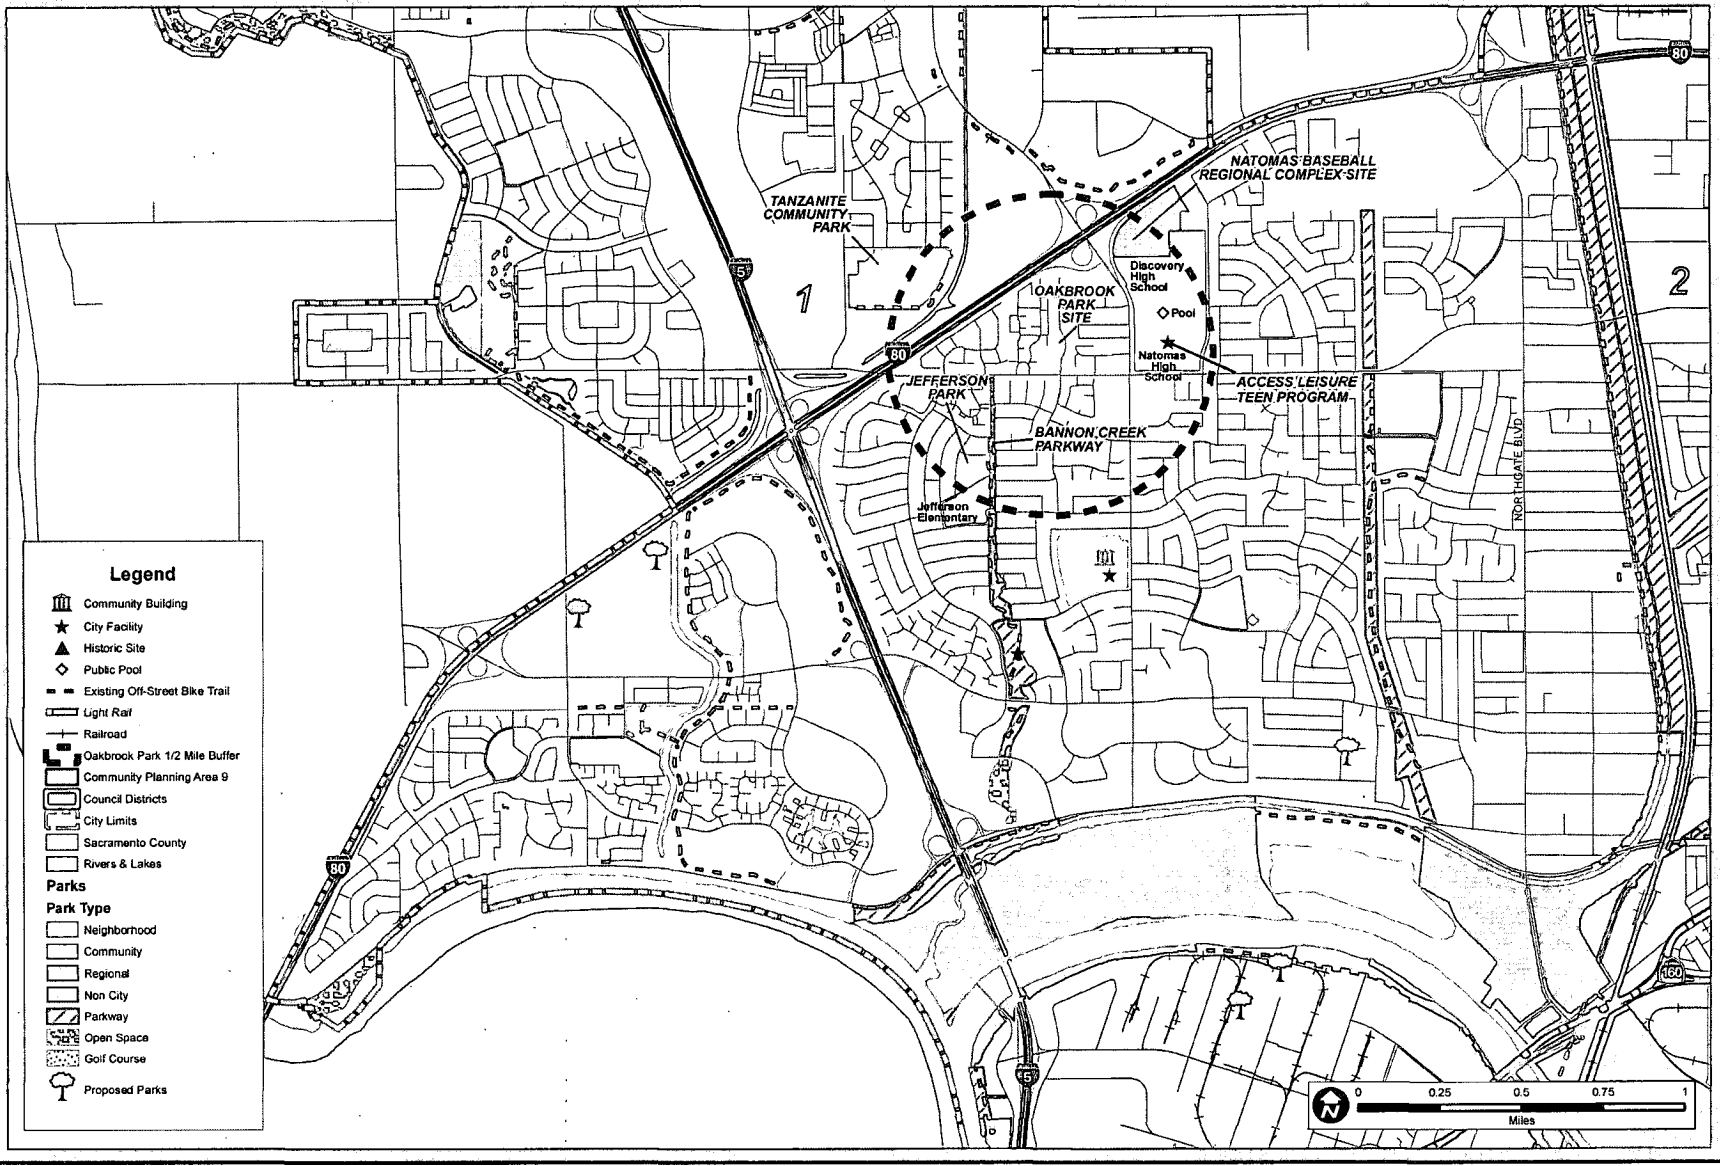 80
NATOMAS BASEBALL
REGIONAL COMPLEX SITE
TANZANITE
COMMUNITY
PARK
5
1
Discovery
High
School
OAKBROOK
PARK
SITE
2
Pool
80
Natomas
High
School
JEFFERSON
PARK
ACCESS LEISURE
TEEN PROGRAM
BANNON CREEK
PARKWAY
NORTHGATE BLVD
Jefferson
Elementary
Legend
Community Building
City Facility
Historic Site
Public Pool
Existing Off-Street Bike Trail
Light Rail
Railroad
Oakbrook Park 1/2 Mile Buffer
Community Planning Area 9
Council Districts
City Limits
Sacramento County
Rivers & Lakes
Parks
Park Type
Neighborhood
Community
Regional
Non City
Parkway
Open Space
Golf Course
Proposed Parks
80
160
5
N
0 0.25 0.5 0.75 1
Miles